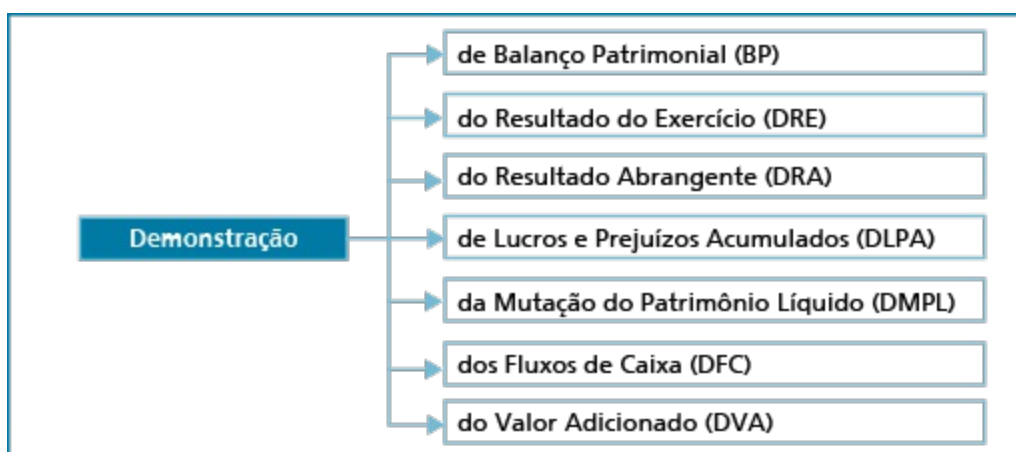 de Balanço Patrimonial (BP)
do Resultado do Exercício (DRE)
do Resultado Abrangente (DRA)
Demonstração
de Lucros e Prejuízos Acumulados (DLPA)
da Mutação do Patrimônio Líquido (DMPL)
dos Fluxos de Caixa (DFC)
do Valor Adicionado (DVA)